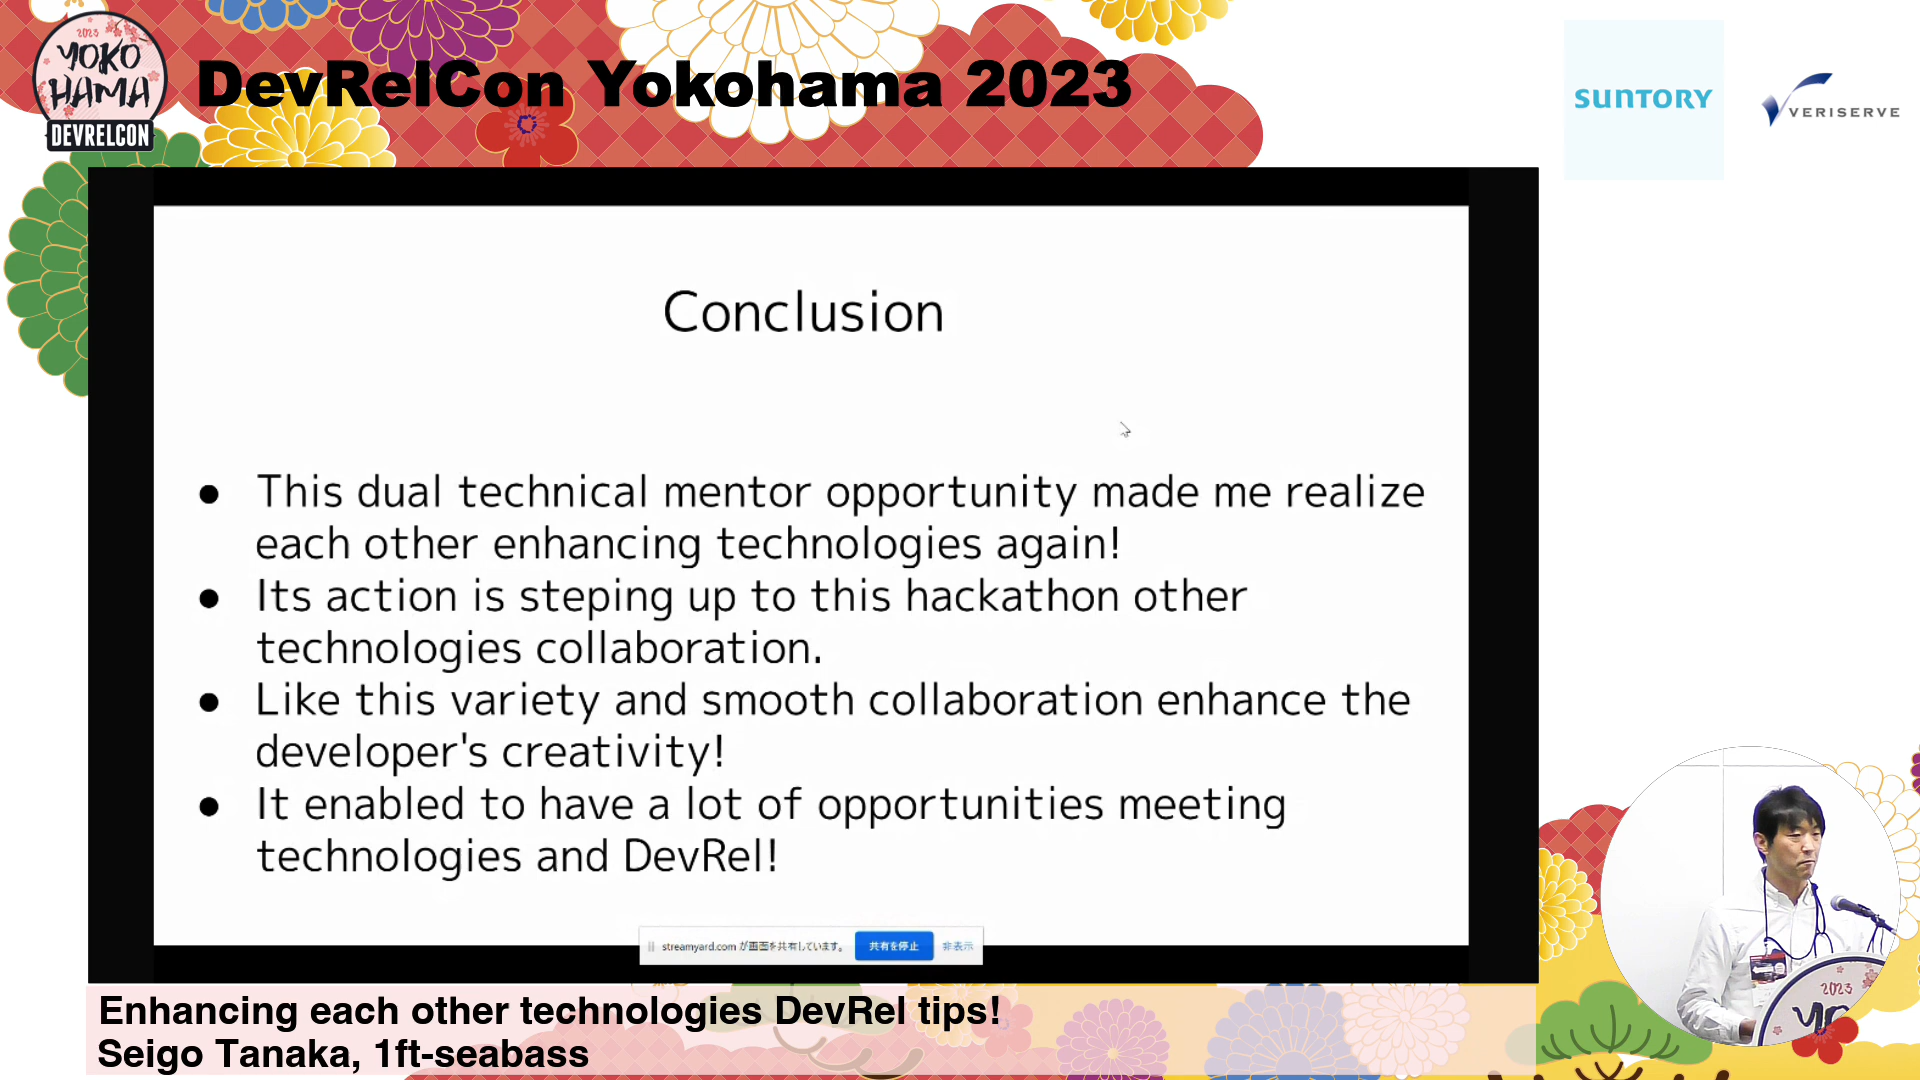 2023
YOKO
HAMA
DEVRELCON
DevRelCon Yokohama 2023
SUNTORY
VERISERVE
Conclusion
● This dual technical mentor opportunity made me realize
each other enhancing technologies again!
● Its action is steping up to this hackathon other
technologies collaboration.
● Like this variety and smooth collaboration enhance the
developer's creativity!
● It enabled to have a lot of opportunities meeting
technologies and DevRel!
streamyard.com が画面を共有しています。 共有を停止 非表示
Enhancing each other technologies DevRel tips!
Seigo Tanaka, 1ft-seabass
2023